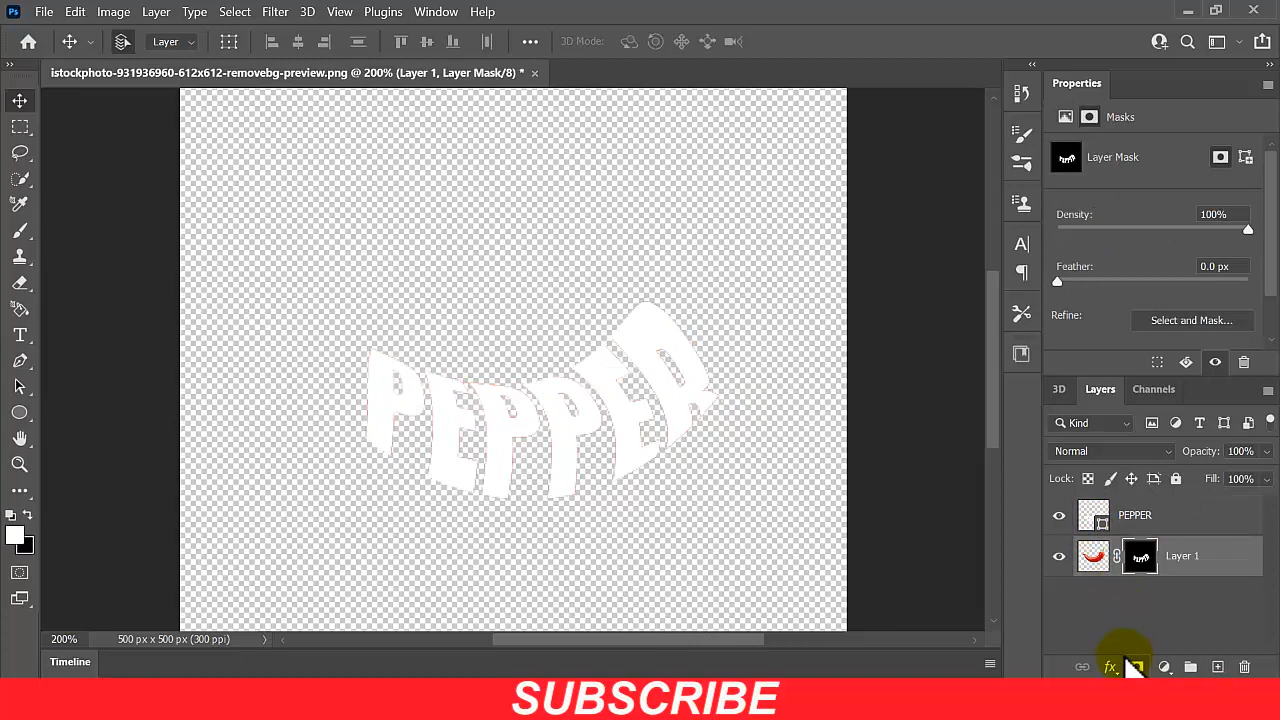 Ps File Edit Image Layer Type Select Filter 3D View Plugins Window Help
Layer 3D Mode:
istockphoto-931936960-612x612-removebg-preview.png @ 200% (Layer 1, Layer Mask/8) *
Properties
Masks
Layer Mask
Density: 100%
Feather: 0.0 px
Refine: Select and Mask...
3D Layers Channels
Kind
Normal Opacity: 100%
Lock: Fill: 100%
PEPPER
Layer 1
fx
PEPPER
200% 500 px x 500 px (300 ppi)
Timeline
SUBSCRIBE